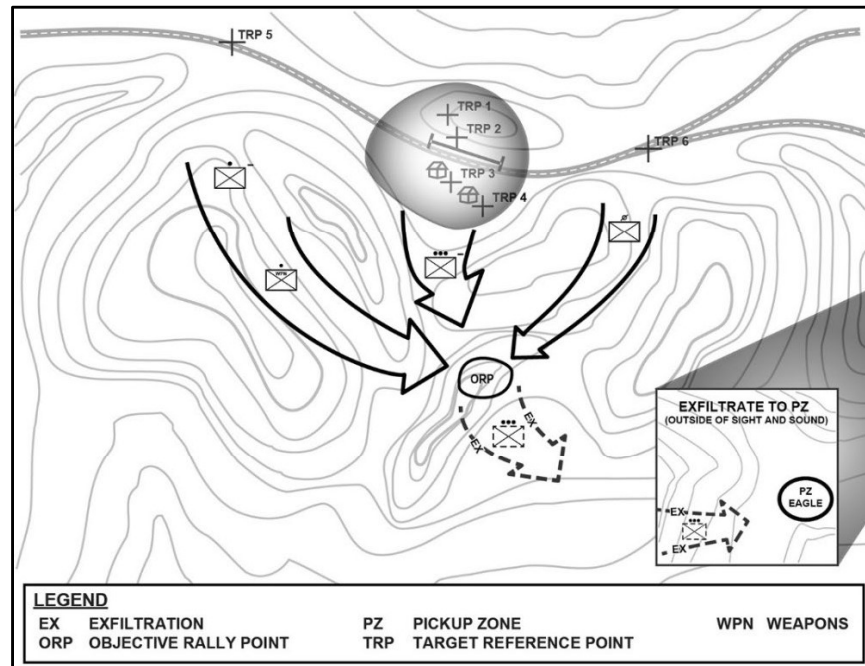 TRP 5
TRP 1
TRP 2
TRP 6
TRP 3
TRP 4
WPN
ORP
EX
EX
EXFILTRATE TO PZ
(OUTSIDE OF SIGHT AND SOUND)
PZ
EAGLE
EX
EX
LEGEND
EX EXFILTRATION PZ PICKUP ZONE WPN WEAPONS
ORP OBJECTIVE RALLY POINT TRP TARGET REFERENCE POINT